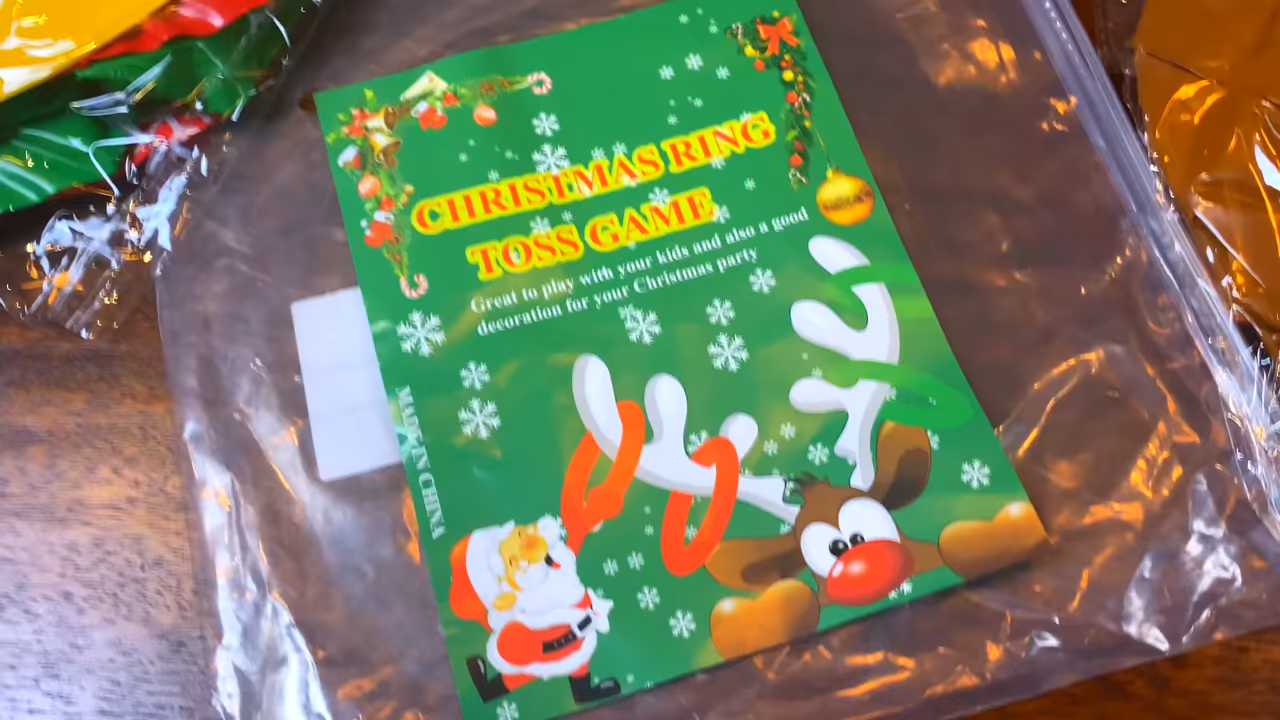 CHRISTMAS RING
TOSS GAME
Great to play with your kids and also a good
decoration for your Christmas party
MADE IN CHINA